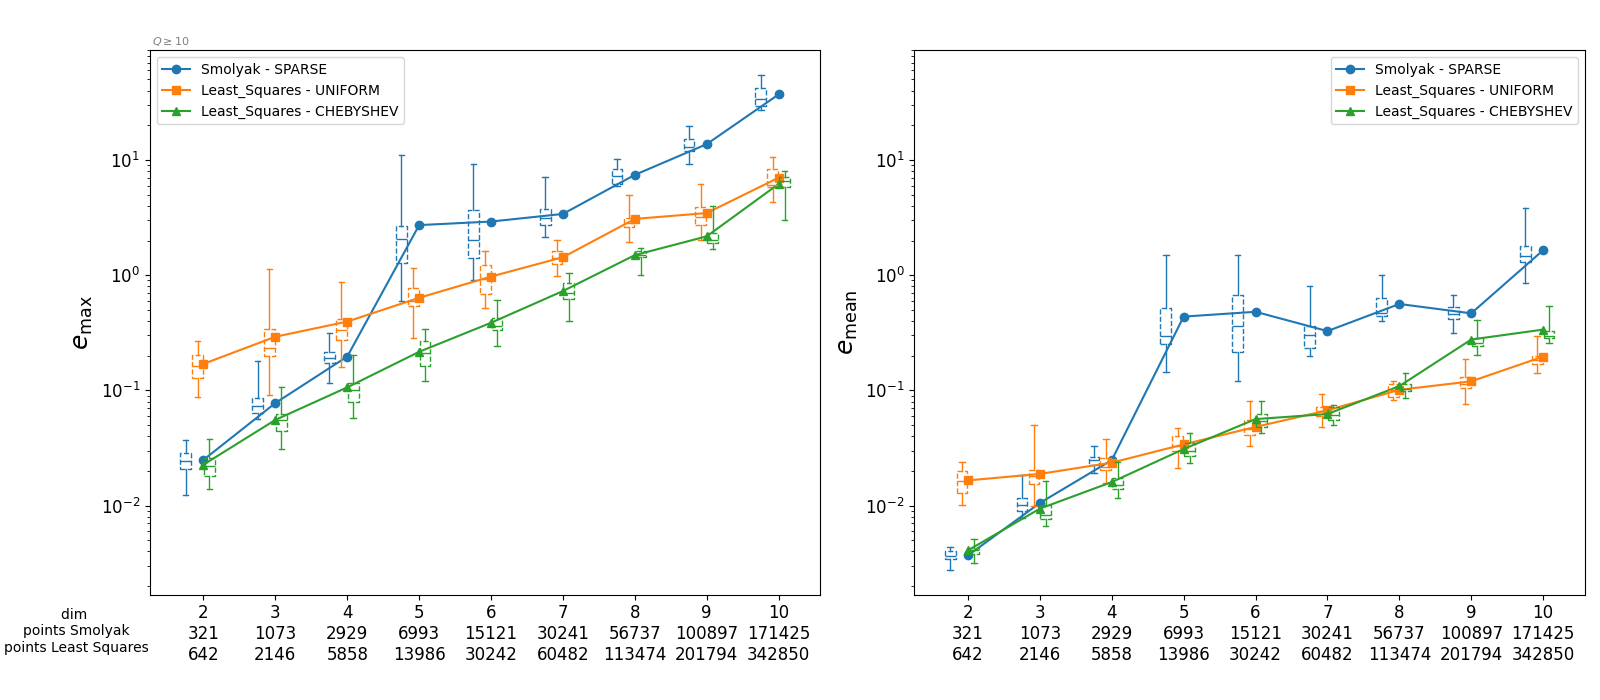 Q ≥ 10
Smolyak - SPARSE
Least_Squares - UNIFORM
Least_Squares - CHEBYSHEV
10¹
10⁰
10⁻¹
10⁻²
e_max
Smolyak - SPARSE
Least_Squares - UNIFORM
Least_Squares - CHEBYSHEV
10¹
10⁰
10⁻¹
10⁻²
e_mean
dim 2 3 4 5 6 7 8 9 10 2 3 4 5 6 7 8 9 10
points Smolyak 321 1073 2929 6993 15121 30241 56737 100897 171425 321 1073 2929 6993 15121 30241 56737 100897 171425
points Least Squares 642 2146 5858 13986 30242 60482 113474 201794 342850 642 2146 5858 13986 30242 60482 113474 201794 342850